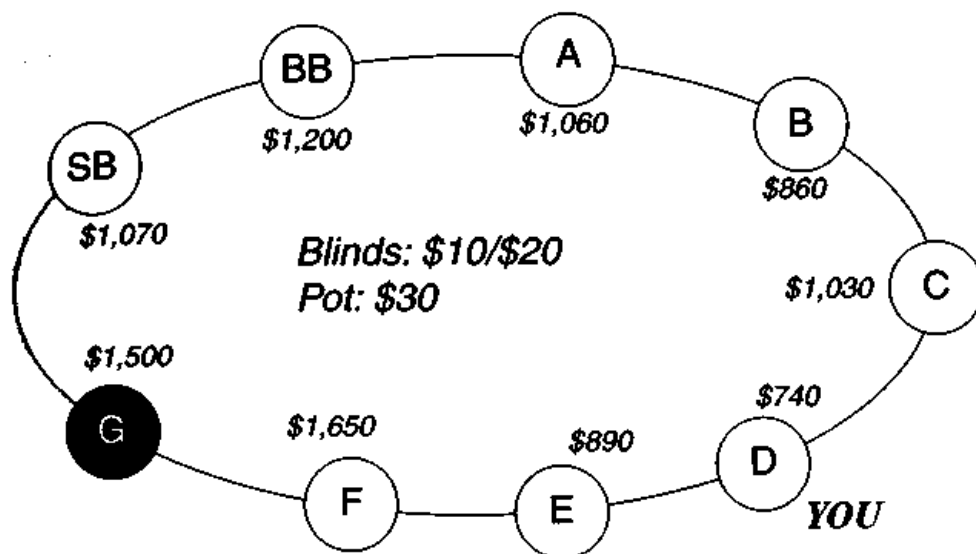 BB
A
$1,200
$1,060
B
SB
$860
$1,070
Blinds: $10/$20
Pot: $30
C
$1,030
$1,500
G
$1,650
F
$890
E
$740
D
YOU